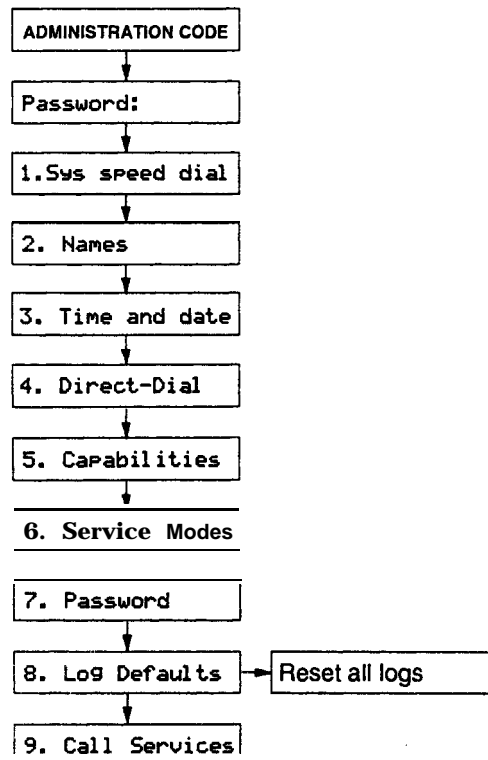 ADMINISTRATION CODE
Password:
1.Sys speed dial
2. Names
3. Time and date
4. Direct-Dial
5. Capabilities
6. Service Modes
7. Password
8. Log Defaults
Reset all logs
9. Call Services